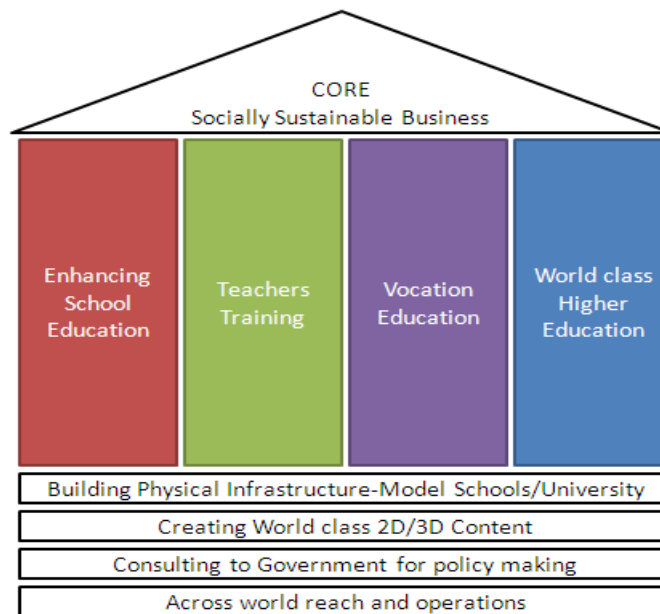 CORE
Socially Sustainable Business
Enhancing
School
Education
Teachers
Training
Vocation
Education
World class
Higher
Education
Building Physical Infrastructure-Model Schools/University
Creating World class 2D/3D Content
Consulting to Government for policy making
Across world reach and operations